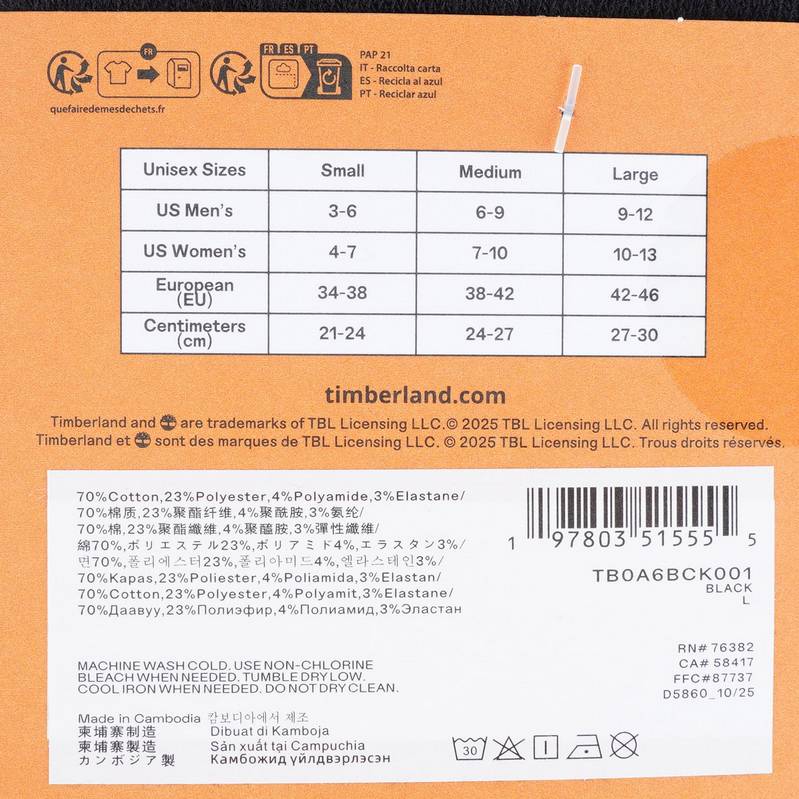 FR
FR ES PT
PAP 21
IT - Raccolta carta
ES - Recicla al azul
PT - Reciclar azul
quefairedemesdechets.fr
Unisex Sizes Small Medium Large
US Men's 3-6 6-9 9-12
US Women's 4-7 7-10 10-13
European (EU) 34-38 38-42 42-46
Centimeters (cm) 21-24 24-27 27-30
timberland.com
Timberland and are trademarks of TBL Licensing LLC.© 2025 TBL Licensing LLC. All rights reserved.
Timberland et sont des marques de TBL Licensing LLC.© 2025 TBL Licensing LLC. Trous droits réservés.
70%Cotton,23%Polyester,4%Polyamide,3%Elastane/
70%棉质,23%聚酯纤维,4%聚酰胺,3%氨纶/
70%棉,23%聚酯纖維,4%聚醯胺,3%彈性纖維/
綿70%,ポリエステル23%,ポリアミド4%,エラスタン3%/
면70%,폴리에스터23%,폴리아미드4%,엘라스테인3%/
70%Kapas,23%Poliester,4%Poliamida,3%Elastan/
70%Cotton,23%Polyester,4%Polyamit,3%Elastane/
70%Даавуу,23%Полиэфир,4%Полиамид,3%Эластан
1 97803 51555 5
TB0A6BCK001
BLACK
L
MACHINE WASH COLD. USE NON-CHLORINE
BLEACH WHEN NEEDED. TUMBLE DRY LOW.
COOL IRON WHEN NEEDED. DO NOT DRY CLEAN.
RN# 76382
CA# 58417
FFC#87737
D5860_10/25
Made in Cambodia 캄보디아에서 제조
柬埔寨制造 Dibuat di Kamboja
柬埔寨製造 Sản xuất tại Campuchia
カンボジア製 Камбожид үйлдвэрлэсэн
30